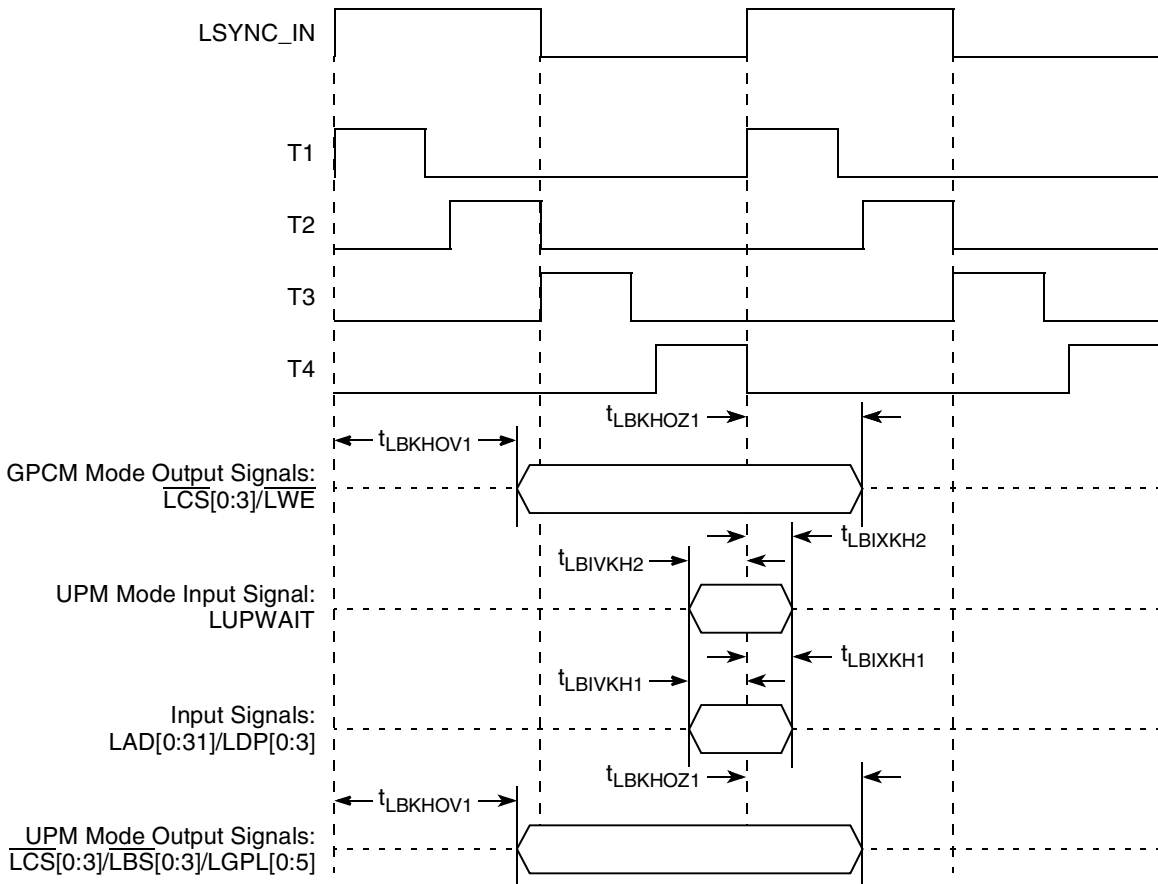 LSYNC_IN
T1
T2
T3
T4
tLBKHOZ1
tLBKHOV1
GPCM Mode Output Signals:
LCS[0:3]/LWE
tLBIXKH2
tLBIVKH2
UPM Mode Input Signal:
LUPWAIT
tLBIXKH1
tLBIVKH1
Input Signals:
LAD[0:31]/LDP[0:3]
tLBKHOZ1
tLBKHOV1
UPM Mode Output Signals:
LCS[0:3]/LBS[0:3]/LGPL[0:5]